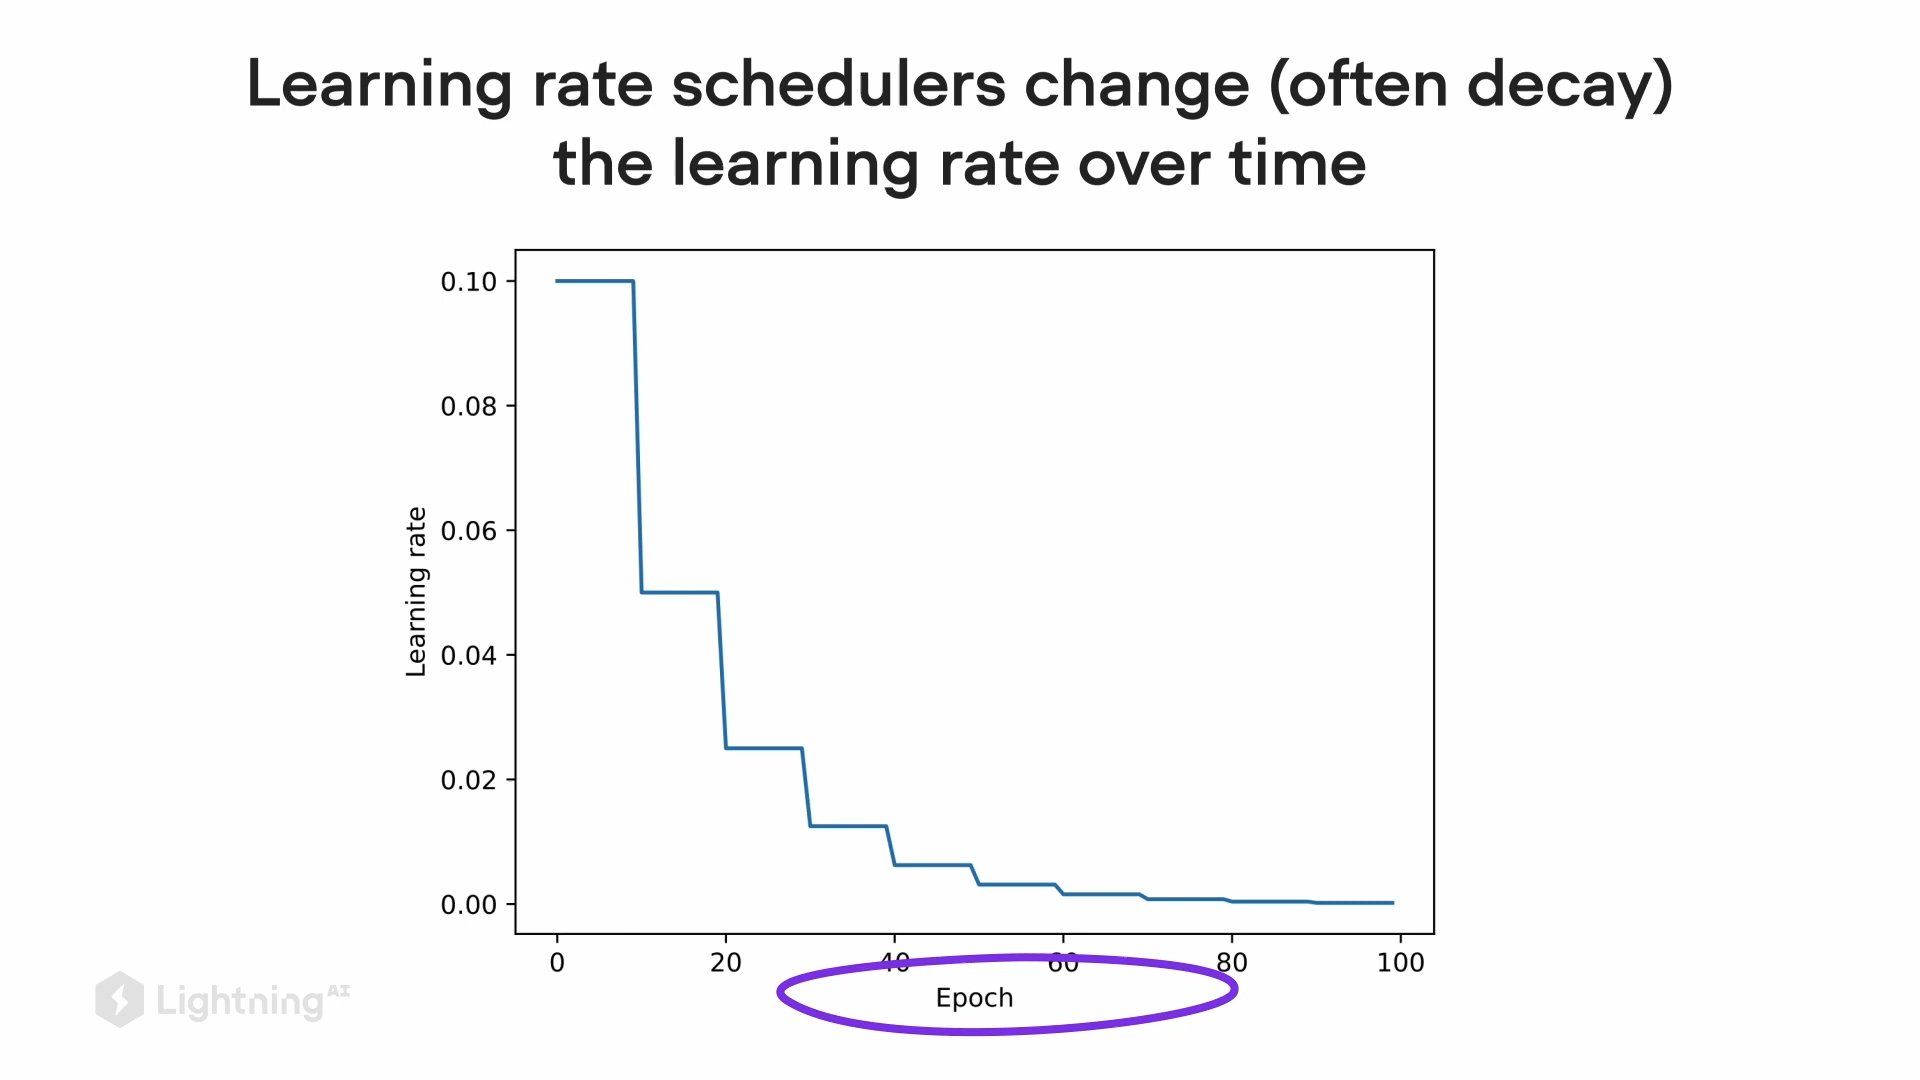 Learning rate schedulers change (often decay)
the learning rate over time
0.10
0.08
0.06
0.04
0.02
0.00
Learning rate
0 20 40 60 80 100
Epoch
Lightning AI